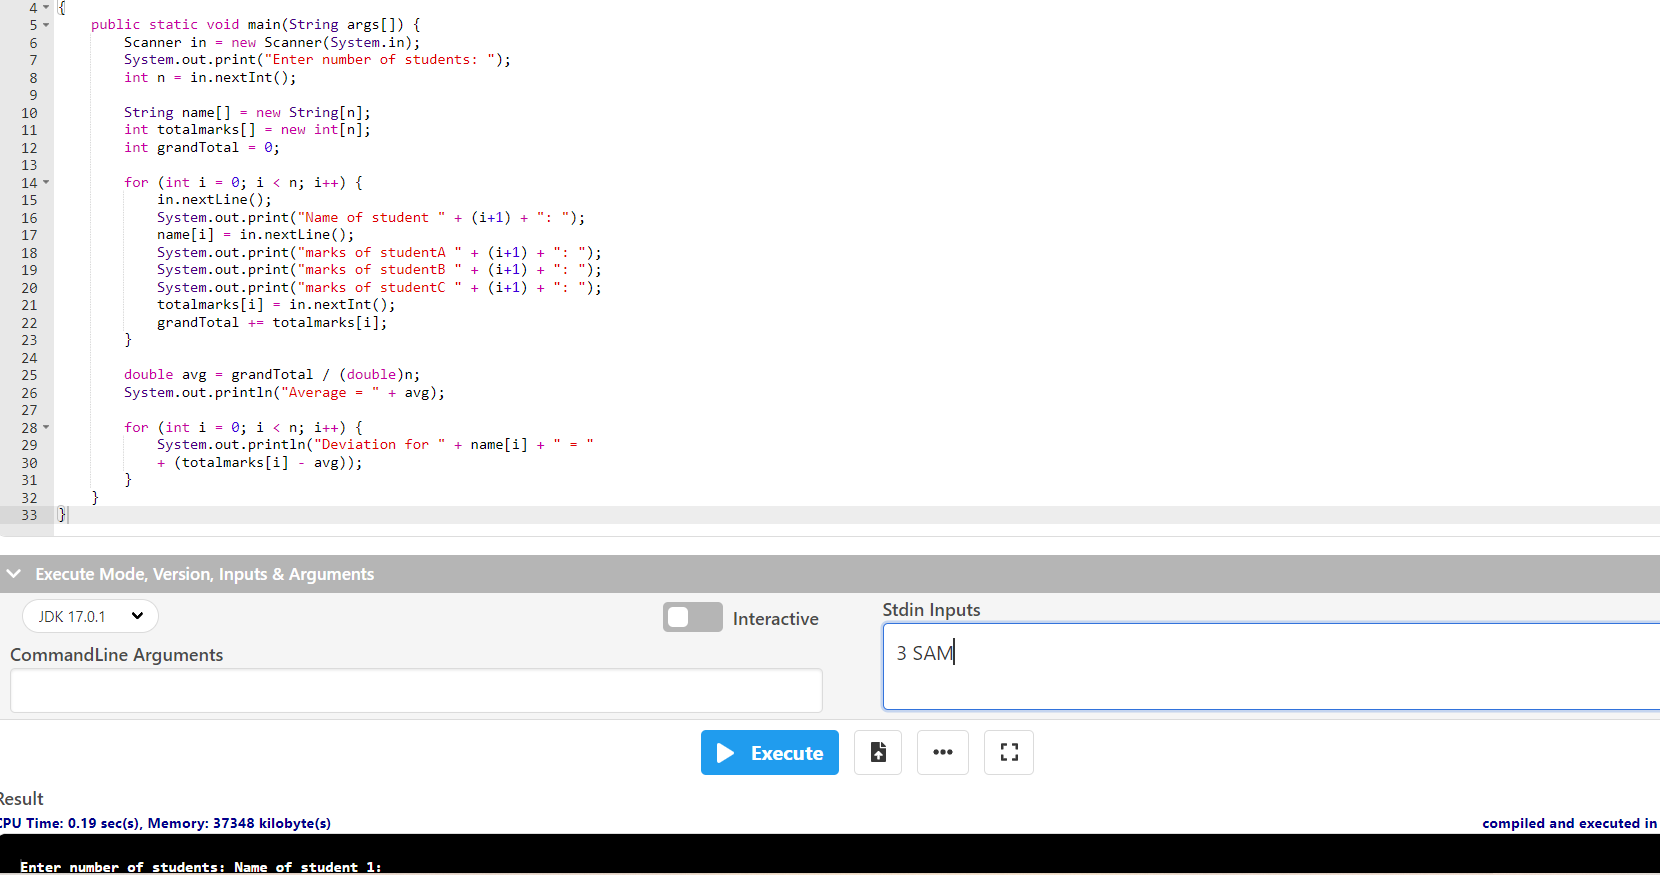 4 {
5 public static void main(String args[]) {
6 Scanner in = new Scanner(System.in);
7 System.out.print("Enter number of students: ");
8 int n = in.nextInt();
9
10 String name[] = new String[n];
11 int totalmarks[] = new int[n];
12 int grandTotal = 0;
13
14 for (int i = 0; i < n; i++) {
15 in.nextLine();
16 System.out.print("Name of student " + (i+1) + ": ");
17 name[i] = in.nextLine();
18 System.out.print("marks of studentA " + (i+1) + ": ");
19 System.out.print("marks of studentB " + (i+1) + ": ");
20 System.out.print("marks of studentC " + (i+1) + ": ");
21 totalmarks[i] = in.nextInt();
22 grandTotal += totalmarks[i];
23 }
24
25 double avg = grandTotal / (double)n;
26 System.out.println("Average = " + avg);
27
28 for (int i = 0; i < n; i++) {
29 System.out.println("Deviation for " + name[i] + " = "
30 + (totalmarks[i] - avg));
31 }
32 }
33 }
Execute Mode, Version, Inputs & Arguments
JDK 17.0.1
Interactive
Stdin Inputs
CommandLine Arguments
3 SAM
Execute
Result
CPU Time: 0.19 sec(s), Memory: 37348 kilobyte(s)
compiled and executed in
Enter number of students: Name of student 1: